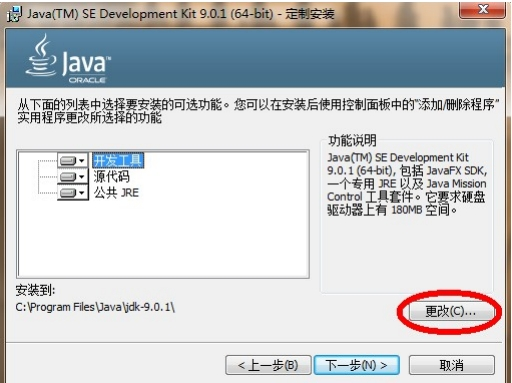 Java(TM) SE Development Kit 9.0.1 (64-bit) - 定制安装
Java™
ORACLE
从下面的列表中选择要安装的可选功能。您可以在安装后使用控制面板中的"添加/删除程序"
实用程序更改所选择的功能
开发工具
源代码
公共 JRE
功能说明
Java(TM) SE Development Kit
9.0.1 (64-bit), 包括 JavaFX SDK,
一个专用 JRE 以及 Java Mission
Control 工具套件。它要求硬盘
驱动器上有 180MB 空间。
安装到:
C:\Program Files\Java\jdk-9.0.1\
更改(C)...
<上一步(B)
下一步(N) >
取消